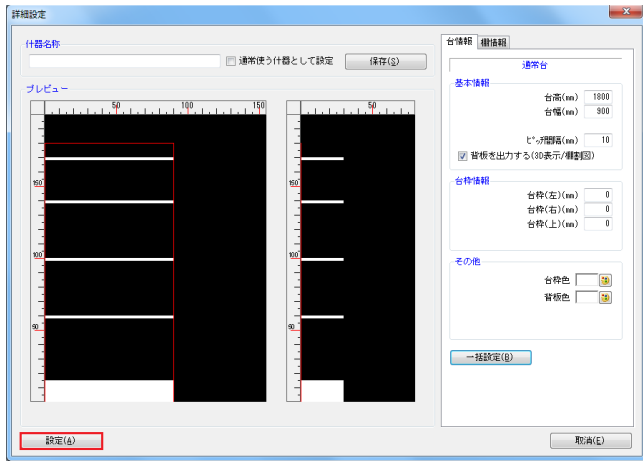 詳細設定
什器名称
通常使う什器として設定
保存(S)
プレビュー
50 100 150
50
150
100
50
150
100
50
台情報 棚情報
通常台
基本情報
台高(mm) 1800
台幅(mm) 900
ピッチ間隔(mm) 10
背板を出力する(3D表示/棚割図)
台枠情報
台枠(左)(mm) 0
台枠(右)(mm) 0
台枠(上)(mm) 0
その他
台枠色
背板色
一括設定(B)
設定(A)
取消(E)